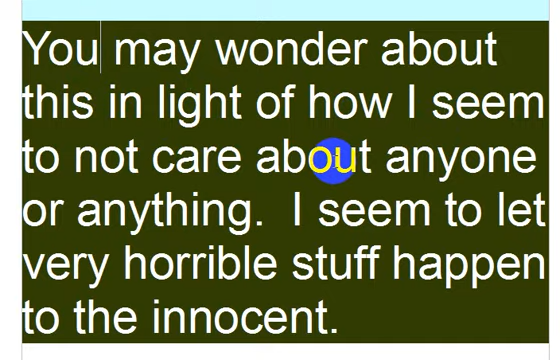 You may wonder about
this in light of how I seem
to not care about anyone
or anything.  I seem to let
very horrible stuff happen
to the innocent.